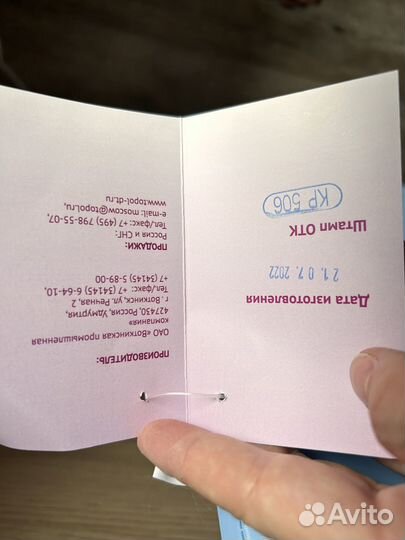 Дата изготовления
21.07.2022
Штамп ОТК
КР 506
ПРОИЗВОДИТЕЛЬ:
ОАО «Воткинская промышленная
компания»
427430, Россия, Удмуртия,
г. Воткинск, ул. Речная, 2
Тел/факс: +7 (34145) 6-64-10,
+7(34145) 5-89-00
ПРОДАЖИ:
Россия и СНГ:
Тел./факс: +7 (495) 798-55-07,
e-mail: moscow@topol.ru,
www.topol-dt.ru
Avito